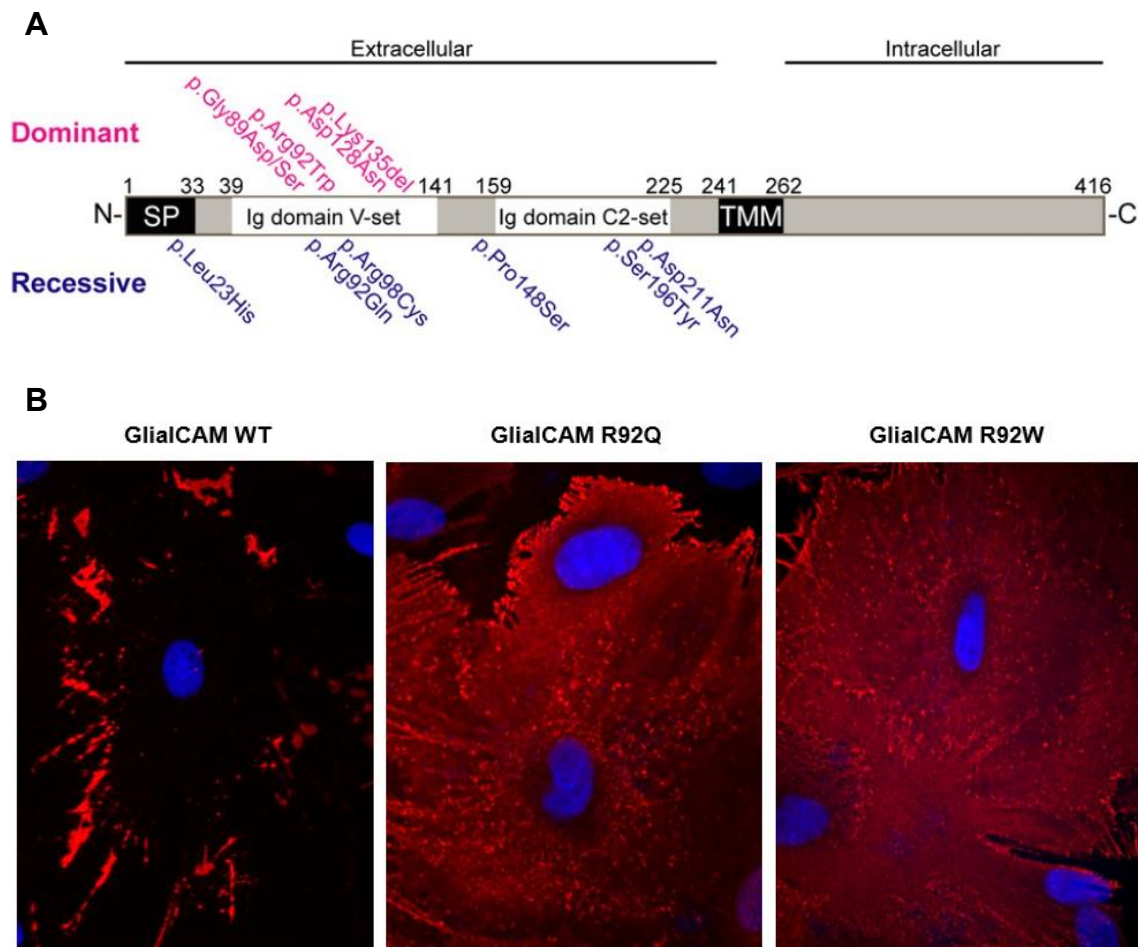 A
Extracellular Intracellular
Dominant
p.Gly89Asp/Ser
p.Arg92Trp
p.Asp128Asn
p.Lys135del
1 33 39 141 159 225 241 262 416
N- SP Ig domain V-set Ig domain C2-set TMM -C
Recessive
p.Leu23His
p.Arg92Gln
p.Arg98Cys
p.Pro148Ser
p.Ser196Tyr
p.Asp211Asn
B
GlialCAM WT GlialCAM R92Q GlialCAM R92W